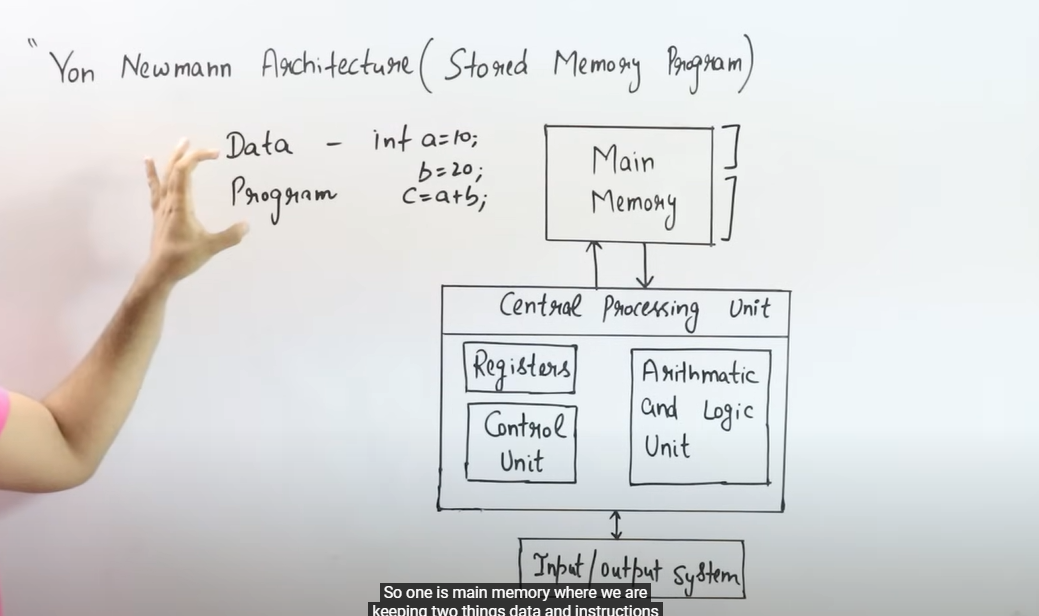 " Von Newmann Architecture ( Stored Memory Program)
Data - int a=10;
b=20;
Program c=a+b;
Main
Memory
Central Processing Unit
Registers
Control
Unit
Arithmatic
and Logic
Unit
Input/output System
So one is main memory where we are
keeping two things data and instructions